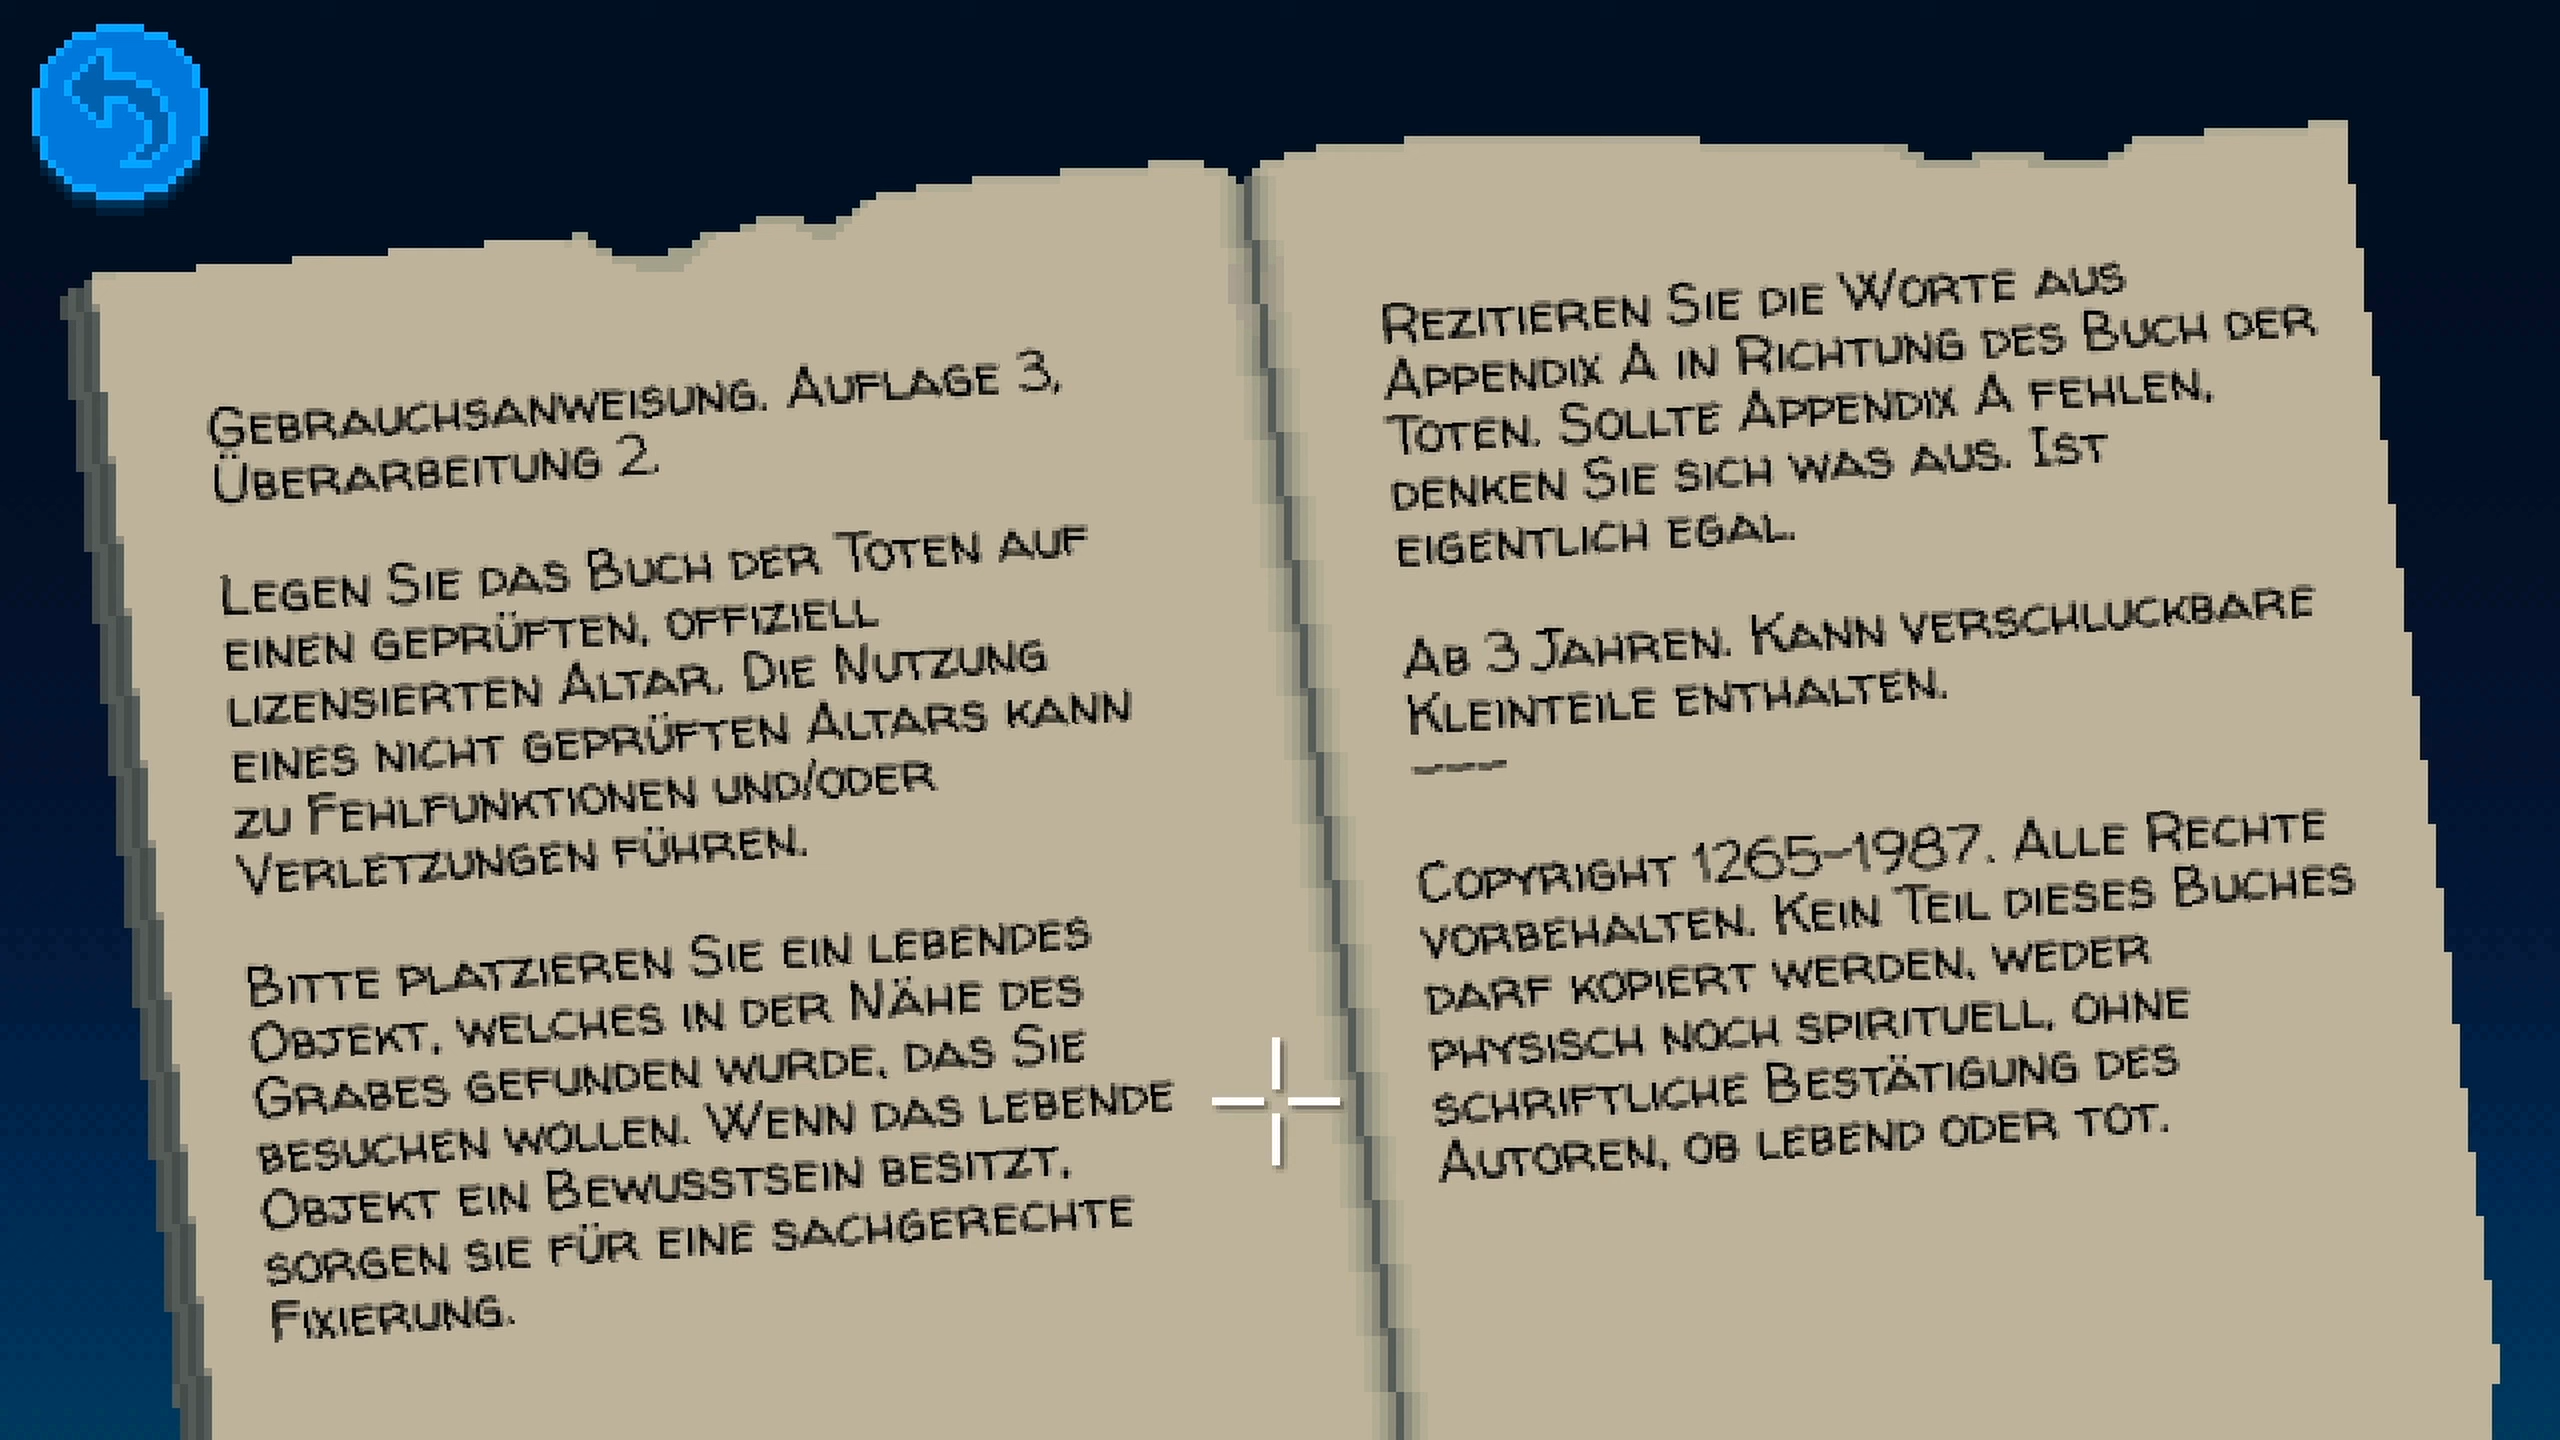 Gebrauchsanweisung. Auflage 3,
Überarbeitung 2.
Legen Sie das Buch der Toten auf
einen geprüften, offiziell
lizensierten Altar. Die Nutzung
eines nicht geprüften Altars kann
zu Fehlfunktionen und/oder
Verletzungen führen.
Bitte platzieren Sie ein lebendes
Objekt, welches in der Nähe des
Grabes gefunden wurde, das Sie
besuchen wollen. Wenn das lebende
Objekt ein Bewusstsein besitzt,
sorgen sie für eine sachgerechte
Fixierung.
Rezitieren Sie die Worte aus
Appendix A in Richtung des Buch der
Toten. Sollte Appendix A fehlen,
denken Sie sich was aus. Ist
eigentlich egal.
Ab 3 Jahren. Kann verschluckbare
Kleinteile enthalten.
----
Copyright 1265-1987. Alle Rechte
vorbehalten. Kein Teil dieses Buches
darf kopiert werden, weder
physisch noch spirituell, ohne
schriftliche Bestätigung des
Autoren, ob lebend oder tot.